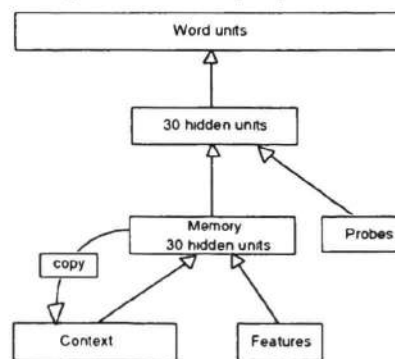 Word units
30 hidden units
Memory
30 hidden units
Probes
copy
Context
Features